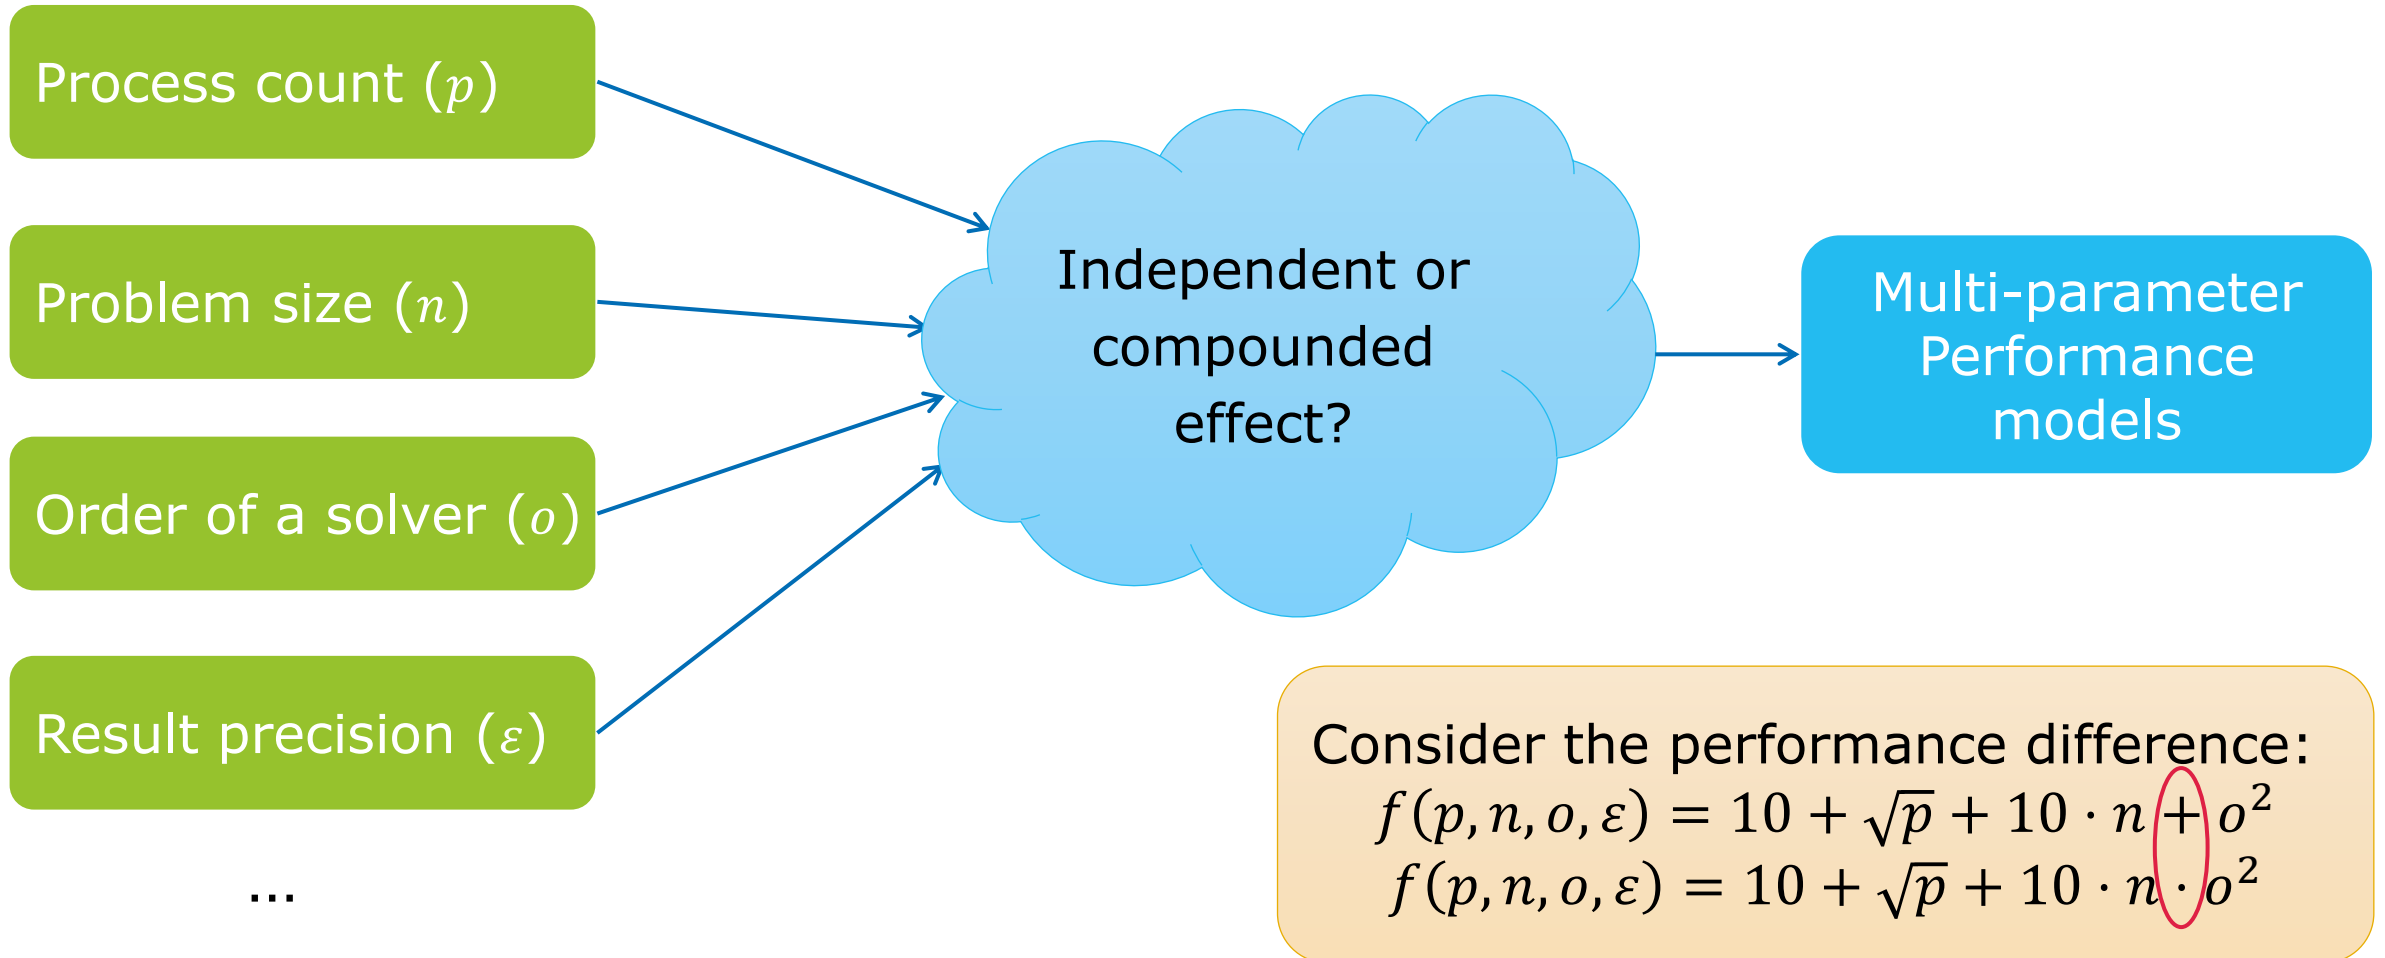 Process count (𝑝)
Problem size (𝑛)
Order of a solver (𝑜)
Result precision (𝜀)
...
Independent or
compounded
effect?
Multi-parameter
Performance
models
Consider the performance difference:
𝑓(𝑝, 𝑛, 𝑜, 𝜀) = 10 + √𝑝 + 10 · 𝑛 + 𝑜²
𝑓(𝑝, 𝑛, 𝑜, 𝜀) = 10 + √𝑝 + 10 · 𝑛 · 𝑜²